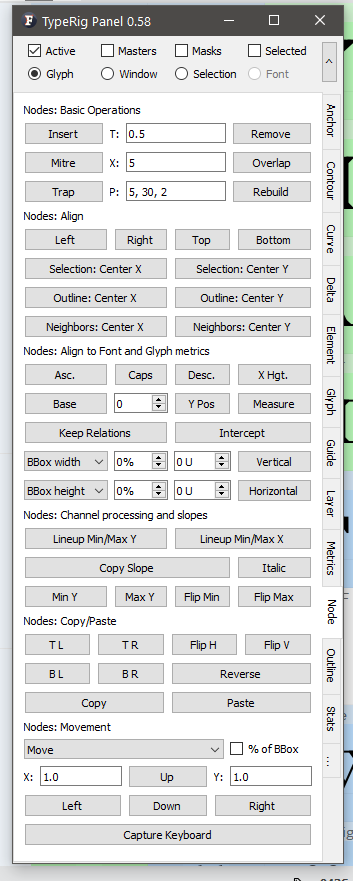 TypeRig Panel 0.58
Active Masters Masks Selected
Glyph Window Selection Font
Nodes: Basic Operations
Insert T: 0.5 Remove
Mitre X: 5 Overlap
Trap P: 5, 30, 2 Rebuild
Nodes: Align
Left Right Top Bottom
Selection: Center X Selection: Center Y
Outline: Center X Outline: Center Y
Neighbors: Center X Neighbors: Center Y
Nodes: Align to Font and Glyph metrics
Asc. Caps Desc. X Hgt.
Base 0 Y Pos Measure
Keep Relations Intercept
BBox width 0% 0 U Vertical
BBox height 0% 0 U Horizontal
Nodes: Channel processing and slopes
Lineup Min/Max Y Lineup Min/Max X
Copy Slope Italic
Min Y Max Y Flip Min Flip Max
Nodes: Copy/Paste
T L T R Flip H Flip V
B L B R Reverse
Copy Paste
Nodes: Movement
Move % of BBox
X: 1.0 Up Y: 1.0
Left Down Right
Capture Keyboard
Anchor
Contour
Curve
Delta
Element
Glyph
Guide
Layer
Metrics
Node
Outline
Stats
...